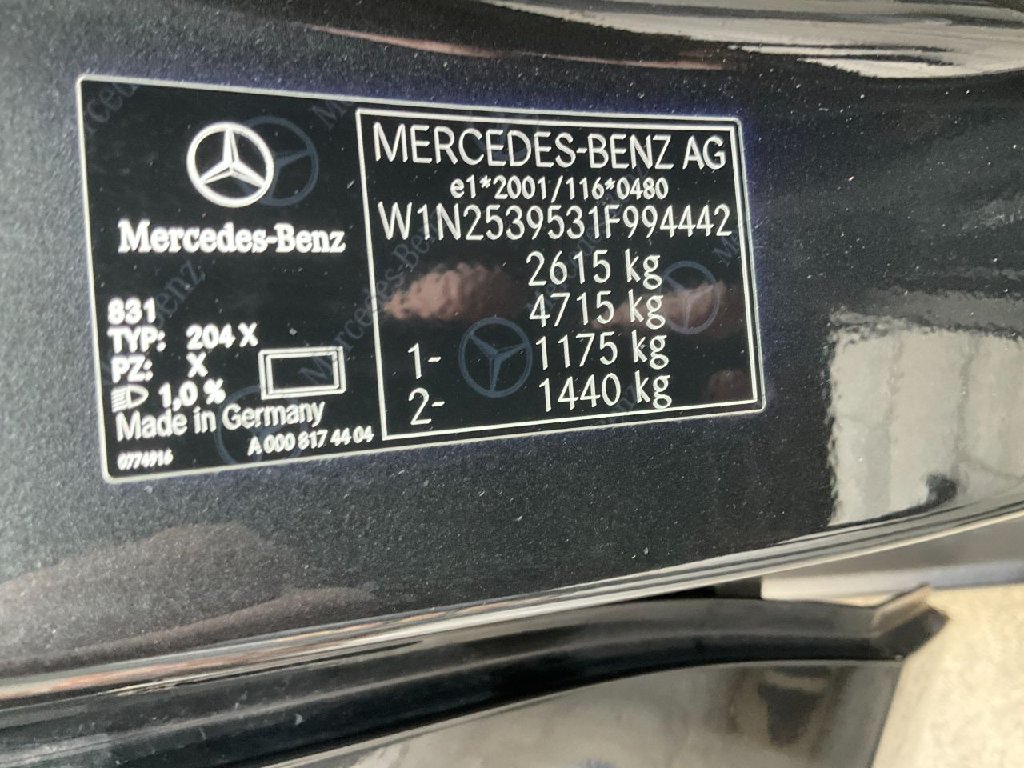 Mercedes-Benz
831
TYP: 204 X
PZ: X
1,0 %
Made in Germany
0774916
A 000 817 44 04
MERCEDES-BENZ AG
e1*2001/116*0480
W1N2539531F994442
2615 kg
4715 kg
1- 1175 kg
2- 1440 kg